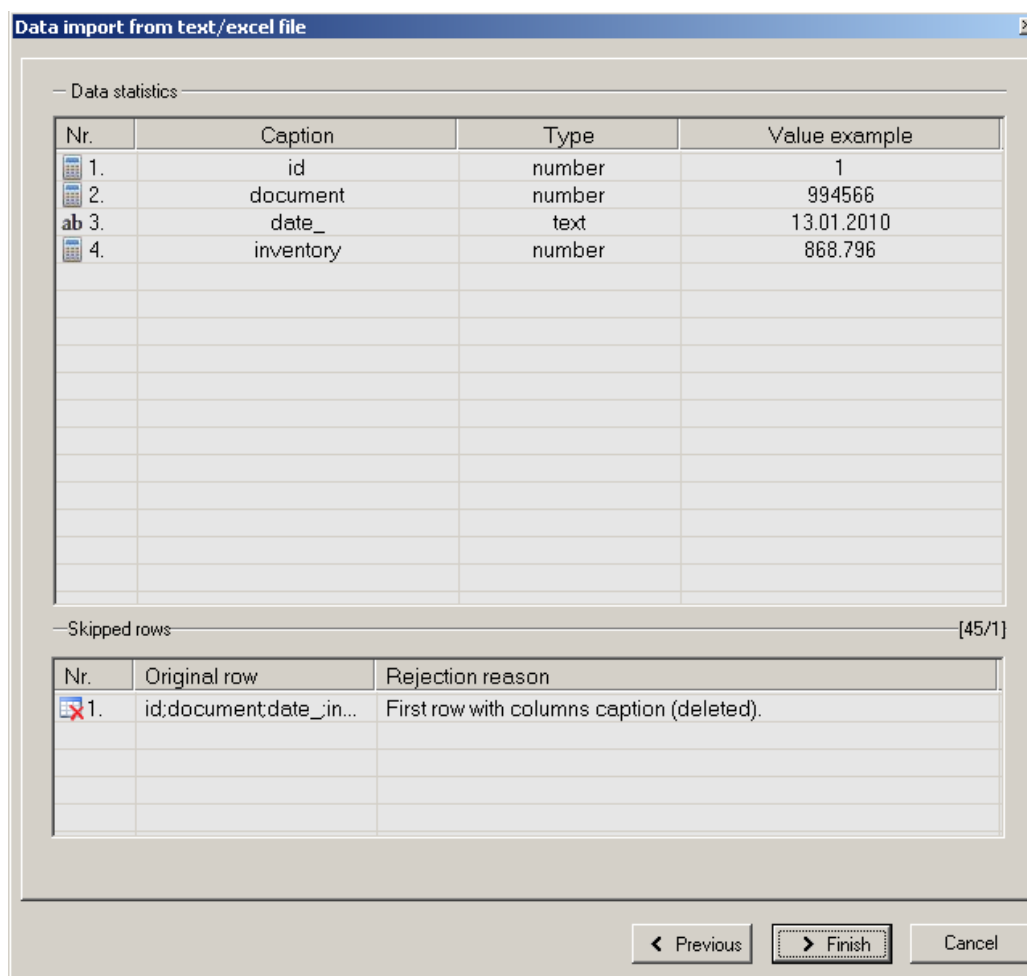 Data import from text/excel file
Data statistics
Nr. Caption Type Value example
1. id number 1
2. document number 994566
ab 3. date_ text 13.01.2010
4. inventory number 868.796
Skipped rows [45/1]
Nr. Original row Rejection reason
1. id;document;date_;in... First row with columns caption (deleted).
Previous Finish Cancel